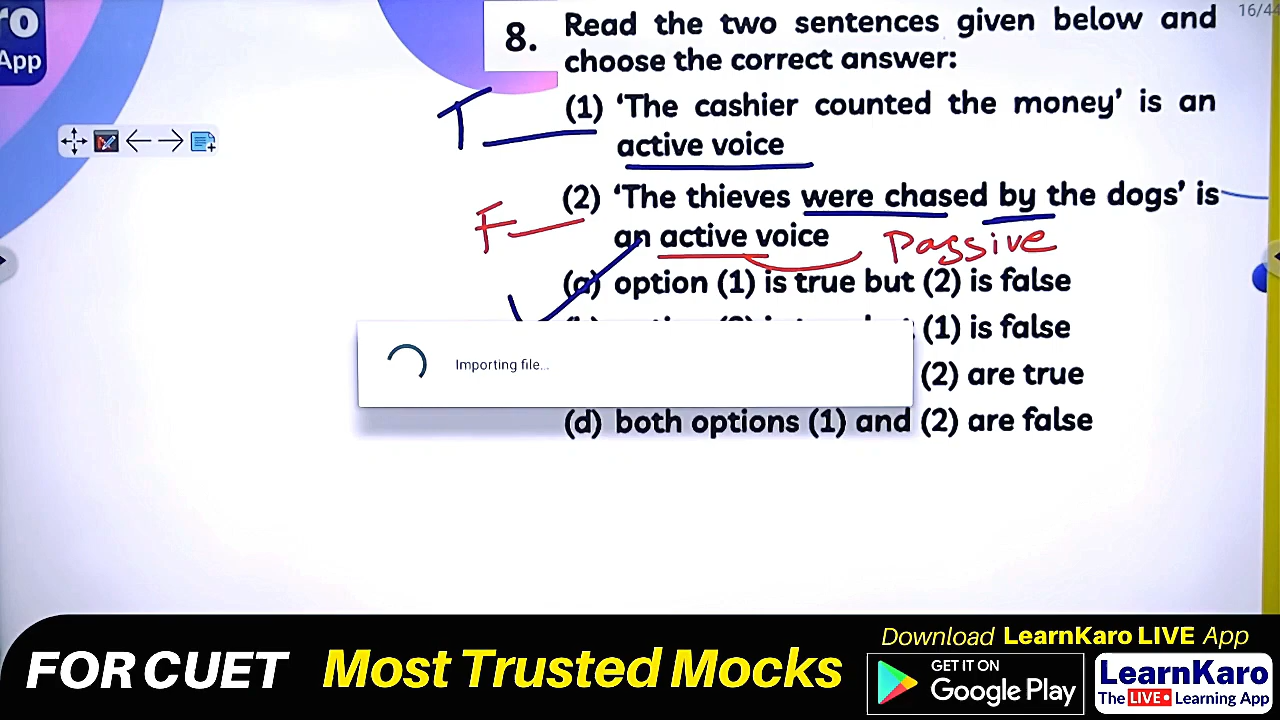 ro
App
16/44
8. Read the two sentences given below and
choose the correct answer:
T (1) ‘The cashier counted the money’ is an
active voice
F (2) ‘The thieves were chased by the dogs’ is
an active voice Passive
(a) option (1) is true but (2) is false
(1) is false
Importing file...
(2) are true
(d) both options (1) and (2) are false
FOR CUET Most Trusted Mocks
Download LearnKaro LIVE App
GET IT ON
Google Play
LearnKaro
The LIVE Learning App